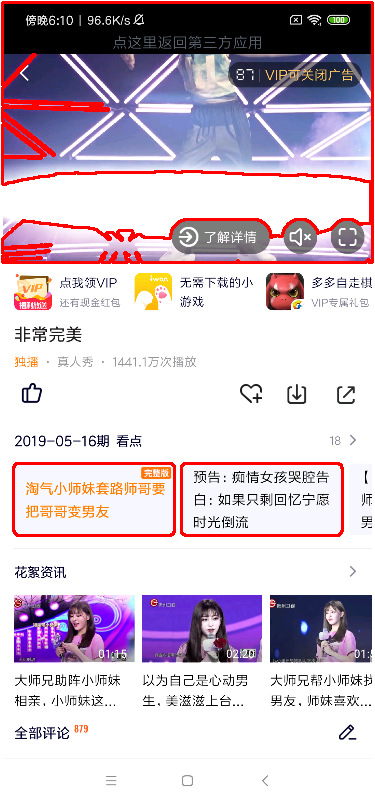 傍晚6:10 | 96.6K/s
100
点这里返回第三方应用
87 | VIP可关闭广告
了解详情
VIP
福利放送
点我领VIP
还有现金红包
iwan
无需下载的小
游戏
多多自走棋
VIP专属礼包
非常完美
独播 · 真人秀 · 1441.1万次播放
2019-05-16期 看点
18
完整版
淘气小师妹套路师哥要
把哥哥变男友
预告：痴情女孩哭腔告
白：如果只剩回忆宁愿
时光倒流
花絮资讯
01:15
02:20
大师兄助阵小师妹
相亲，小师妹这...
以为自己是心动男
生，美滋滋上台...
大师兄帮小师妹找
男友，师妹喜欢...
全部评论 879